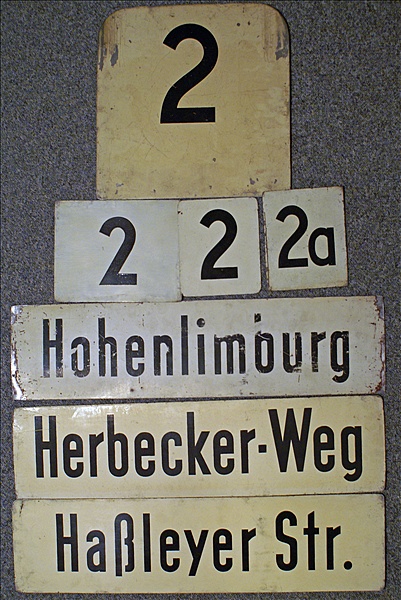 2
2 2 2a
Hohenlimburg
Herbecker-Weg
Haßleyer Str.